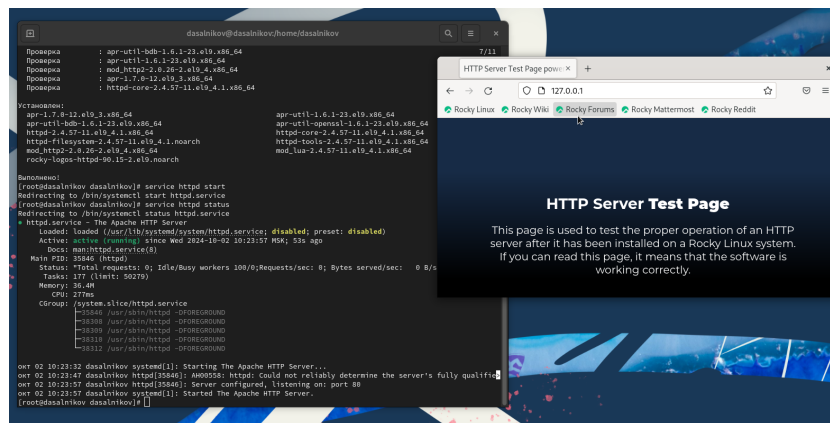 dasalnikov@dasalnikov:/home/dasalnikov
Проверка : apr-util-bdb-1.6.1-23.el9.x86_64 7/11
Проверка : apr-util-1.6.1-23.el9.x86_64
Проверка : mod_http2-2.0.26-2.el9_4.x86_64
Проверка : apr-1.7.0-12.el9_3.x86_64
Проверка : httpd-core-2.4.57-11.el9_4.1.x86_64
Установлен:
apr-1.7.0-12.el9_3.x86_64 apr-util-1.6.1-23.el9.x86_64
apr-util-bdb-1.6.1-23.el9.x86_64 apr-util-openssl-1.6.1-23.el9.x86_64
httpd-2.4.57-11.el9_4.1.x86_64 httpd-core-2.4.57-11.el9_4.1.x86_64
httpd-filesystem-2.4.57-11.el9_4.1.noarch httpd-tools-2.4.57-11.el9_4.1.x86_64
mod_http2-2.0.26-2.el9_4.x86_64 mod_lua-2.4.57-11.el9_4.1.x86_64
rocky-logos-httpd-90.15-2.el9.noarch
Выполнено!
[root@dasalnikov dasalnikov]# service httpd start
Redirecting to /bin/systemctl start httpd.service
[root@dasalnikov dasalnikov]# service httpd status
Redirecting to /bin/systemctl status httpd.service
● httpd.service - The Apache HTTP Server
Loaded: loaded (/usr/lib/systemd/system/httpd.service; disabled; preset: disabled)
Active: active (running) since Wed 2024-10-02 10:23:57 MSK; 53s ago
Docs: man:httpd.service(8)
Main PID: 35846 (httpd)
Status: "Total requests: 0; Idle/Busy workers 100/0;Requests/sec: 0; Bytes served/sec: 0 B/s
Tasks: 177 (limit: 50279)
Memory: 36.4M
CPU: 277ms
CGroup: /system.slice/httpd.service
├─35846 /usr/sbin/httpd -DFOREGROUND
├─38308 /usr/sbin/httpd -DFOREGROUND
├─38309 /usr/sbin/httpd -DFOREGROUND
├─38310 /usr/sbin/httpd -DFOREGROUND
└─38312 /usr/sbin/httpd -DFOREGROUND
окт 02 10:23:32 dasalnikov systemd[1]: Starting The Apache HTTP Server...
окт 02 10:23:47 dasalnikov httpd[35846]: AH00558: httpd: Could not reliably determine the server's fully qualifie>
окт 02 10:23:57 dasalnikov httpd[35846]: Server configured, listening on: port 80
окт 02 10:23:57 dasalnikov systemd[1]: Started The Apache HTTP Server.
[root@dasalnikov dasalnikov]#
HTTP Server Test Page powe
127.0.0.1
Rocky Linux Rocky Wiki Rocky Forums Rocky Mattermost Rocky Reddit
HTTP Server Test Page
This page is used to test the proper operation of an HTTP
server after it has been installed on a Rocky Linux system.
If you can read this page, it means that the software is
working correctly.